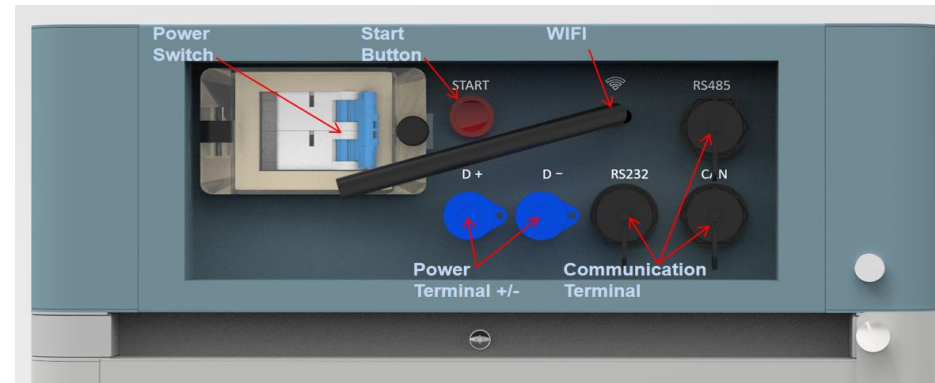 Power
Switch
Start
Button
WIFI
START
RS485
D +
D −
RS232
CAN
Power
Terminal +/-
Communication
Terminal